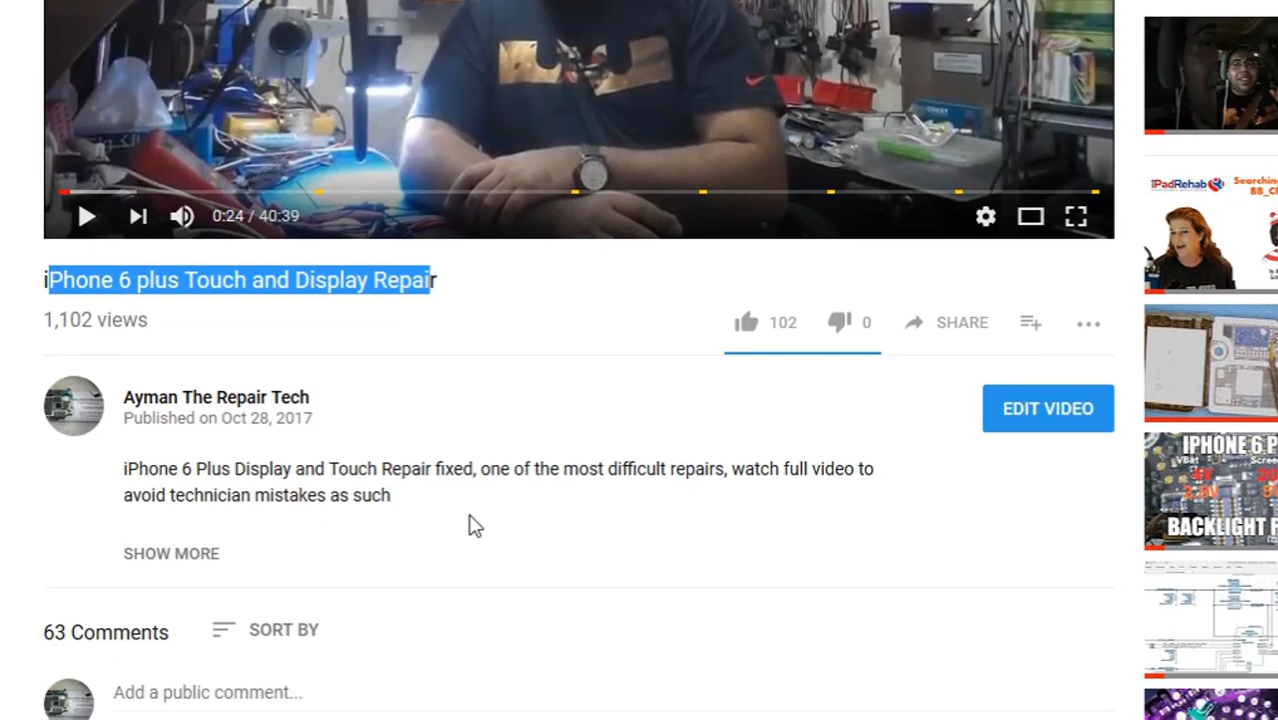 0:24 / 40:39
iPhone 6 plus Touch and Display Repair
1,102 views
102
0
SHARE
Ayman The Repair Tech
Published on Oct 28, 2017
EDIT VIDEO
iPhone 6 Plus Display and Touch Repair fixed, one of the most difficult repairs, watch full video to
avoid technician mistakes as such
SHOW MORE
63 Comments
SORT BY
Add a public comment...
iPadRehab
Searching
IPHONE 6 P
VBat
Scree
BACKLIGHT F